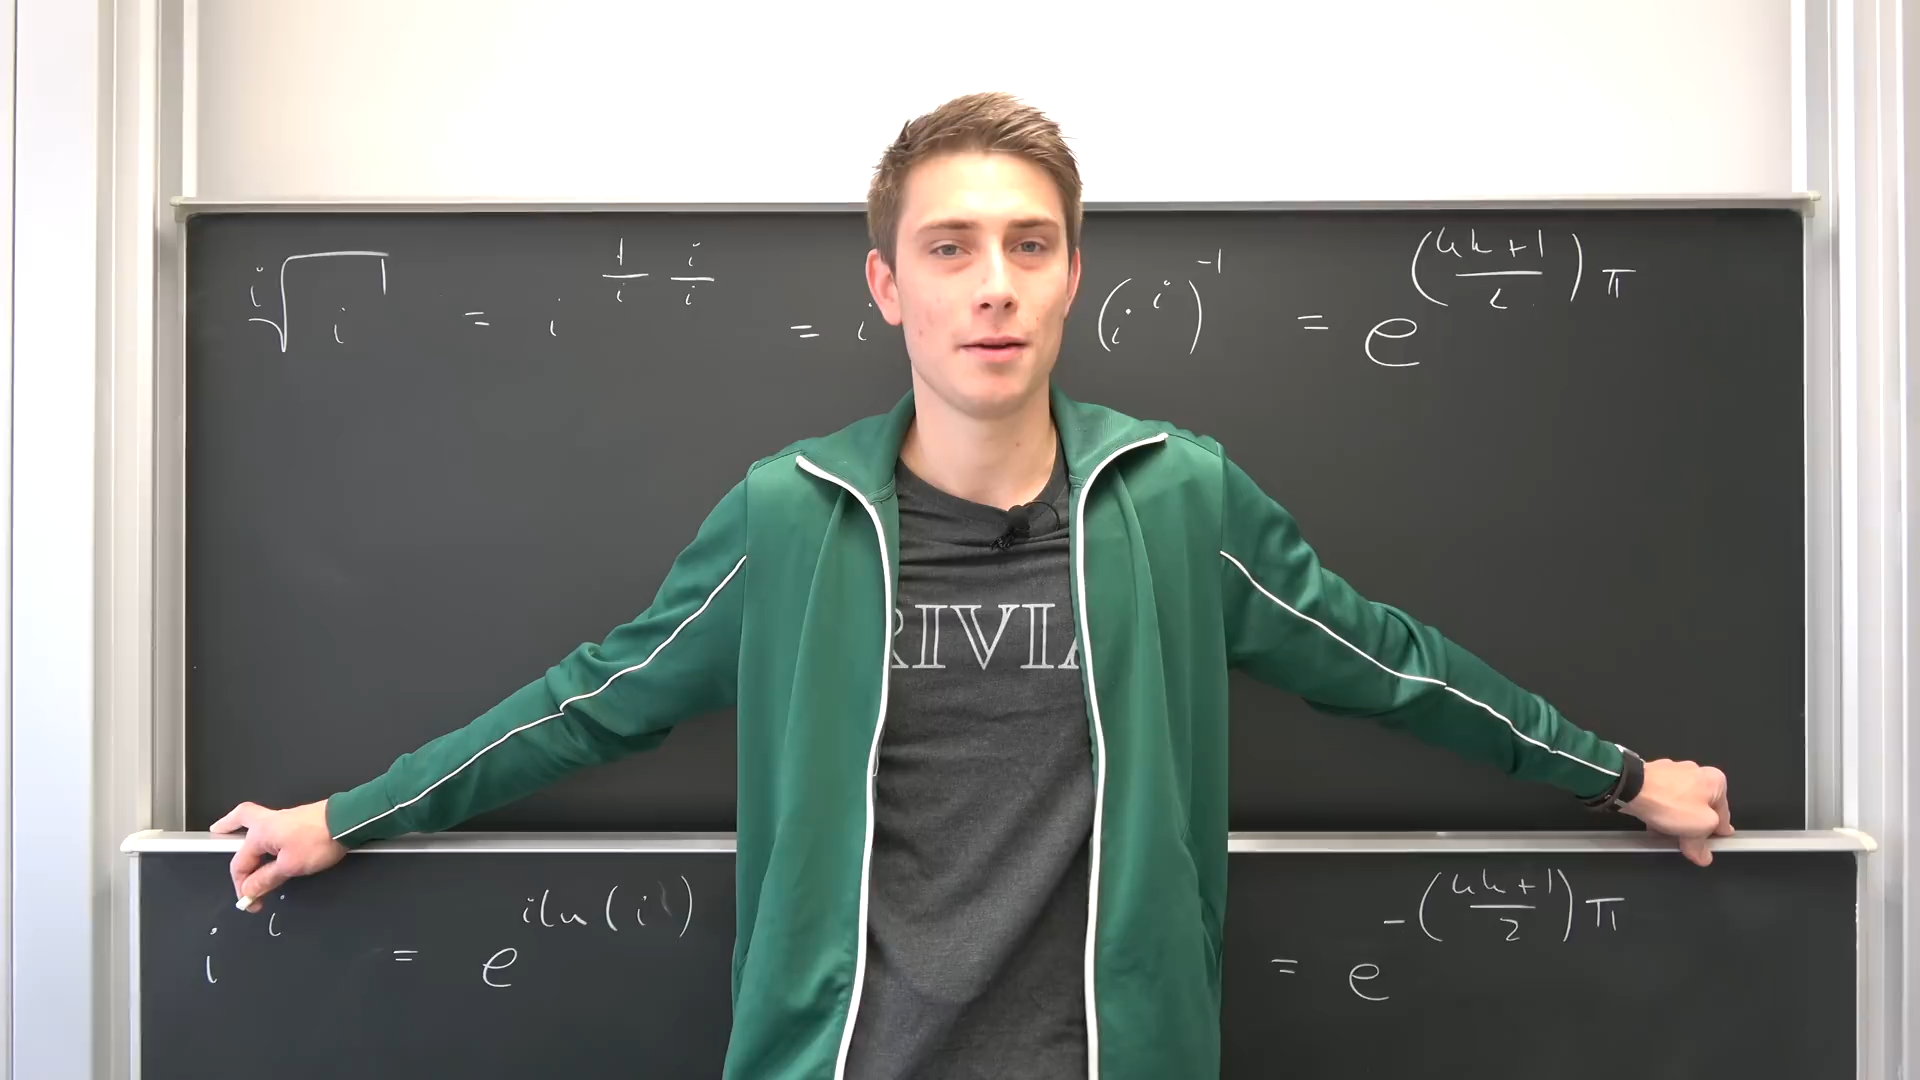 ⁱ√i = i^(1/i · i/i) = i (i^i)^-1 = e^((4k+1)/2)π
RIVIA
i^i = e^(i ln(i)) = e^-((4k+1)/2)π